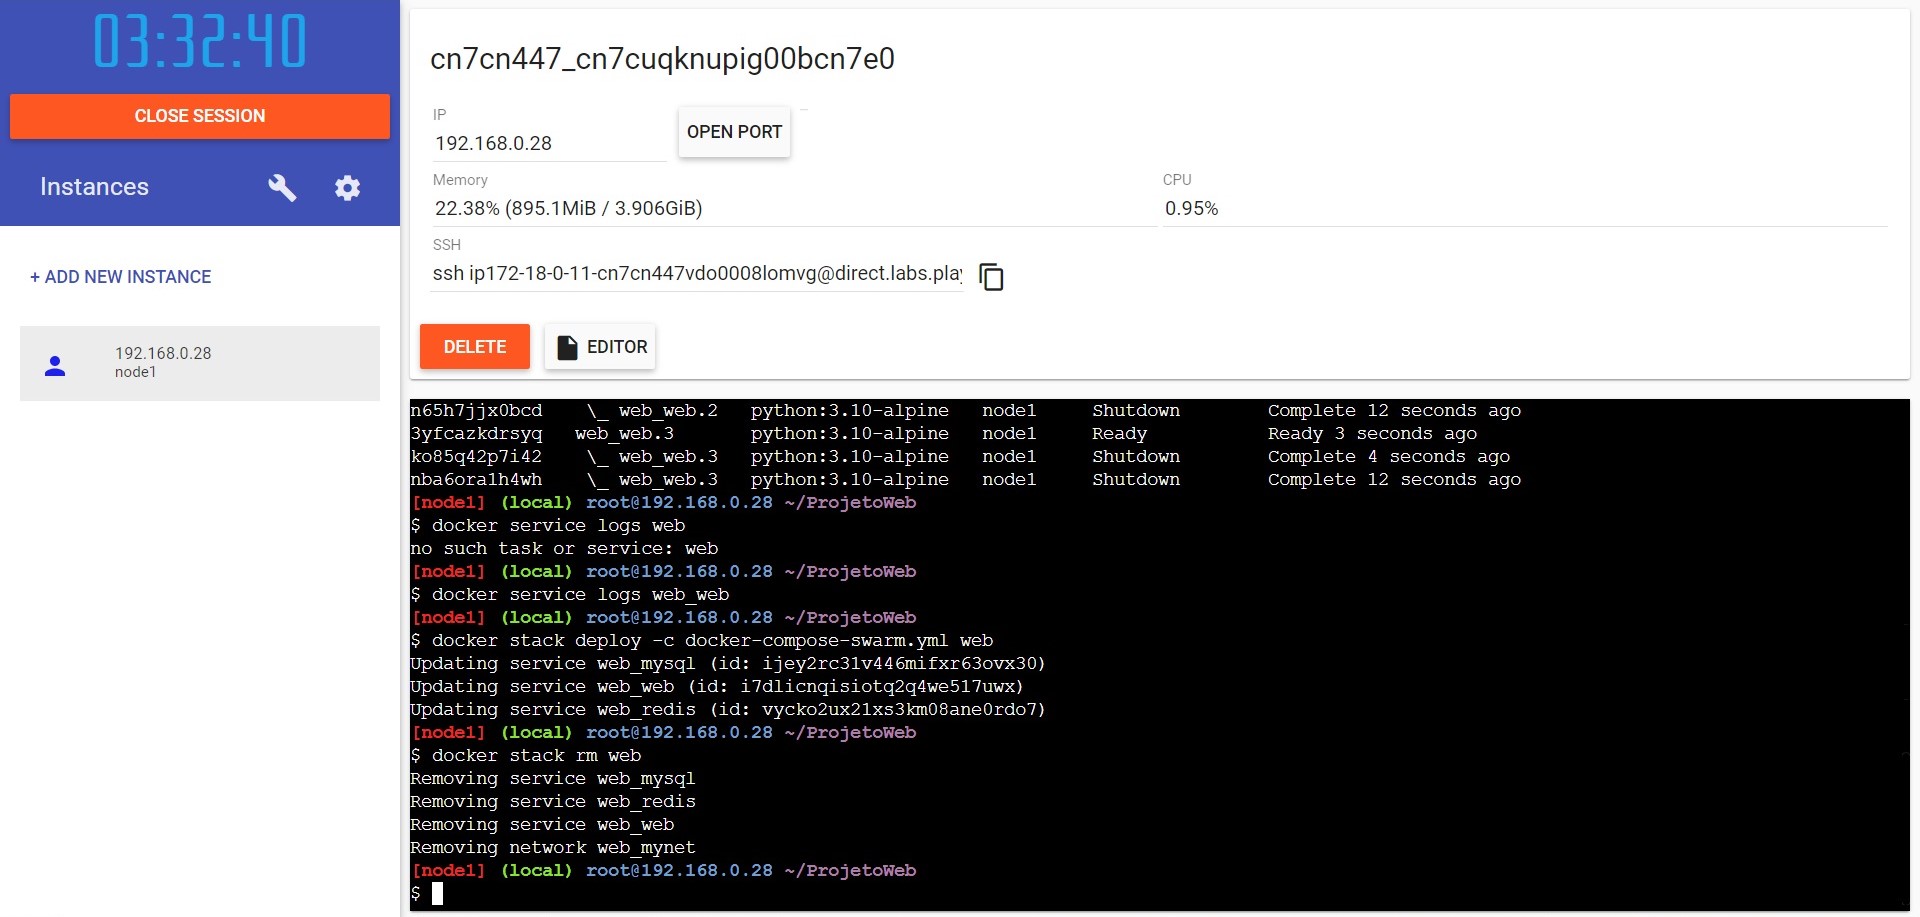 03:32:40
CLOSE SESSION
Instances
+ ADD NEW INSTANCE
192.168.0.28
node1
cn7cn447_cn7cuqknupig00bcn7e0
IP
192.168.0.28
OPEN PORT
Memory
22.38% (895.1MiB / 3.906GiB)
CPU
0.95%
SSH
ssh ip172-18-0-11-cn7cn447vdo0008lomvg@direct.labs.play
DELETE
EDITOR
n65h7jjx0bcd    \_ web_web.2   python:3.10-alpine   node1     Shutdown        Complete 12 seconds ago
3yfcazkdrsyq   web_web.3       python:3.10-alpine   node1     Ready           Ready 3 seconds ago
ko85q42p7i42    \_ web_web.3   python:3.10-alpine   node1     Shutdown        Complete 4 seconds ago
nba6ora1h4wh    \_ web_web.3   python:3.10-alpine   node1     Shutdown        Complete 12 seconds ago
[node1] (local) root@192.168.0.28 ~/ProjetoWeb
$ docker service logs web
no such task or service: web
[node1] (local) root@192.168.0.28 ~/ProjetoWeb
$ docker service logs web_web
[node1] (local) root@192.168.0.28 ~/ProjetoWeb
$ docker stack deploy -c docker-compose-swarm.yml web
Updating service web_mysql (id: ijey2rc31v446mifxr63ovx30)
Updating service web_web (id: i7dlicnqisiotq2q4we517uwx)
Updating service web_redis (id: vycko2ux21xs3km08ane0rdo7)
[node1] (local) root@192.168.0.28 ~/ProjetoWeb
$ docker stack rm web
Removing service web_mysql
Removing service web_redis
Removing service web_web
Removing network web_mynet
[node1] (local) root@192.168.0.28 ~/ProjetoWeb
$